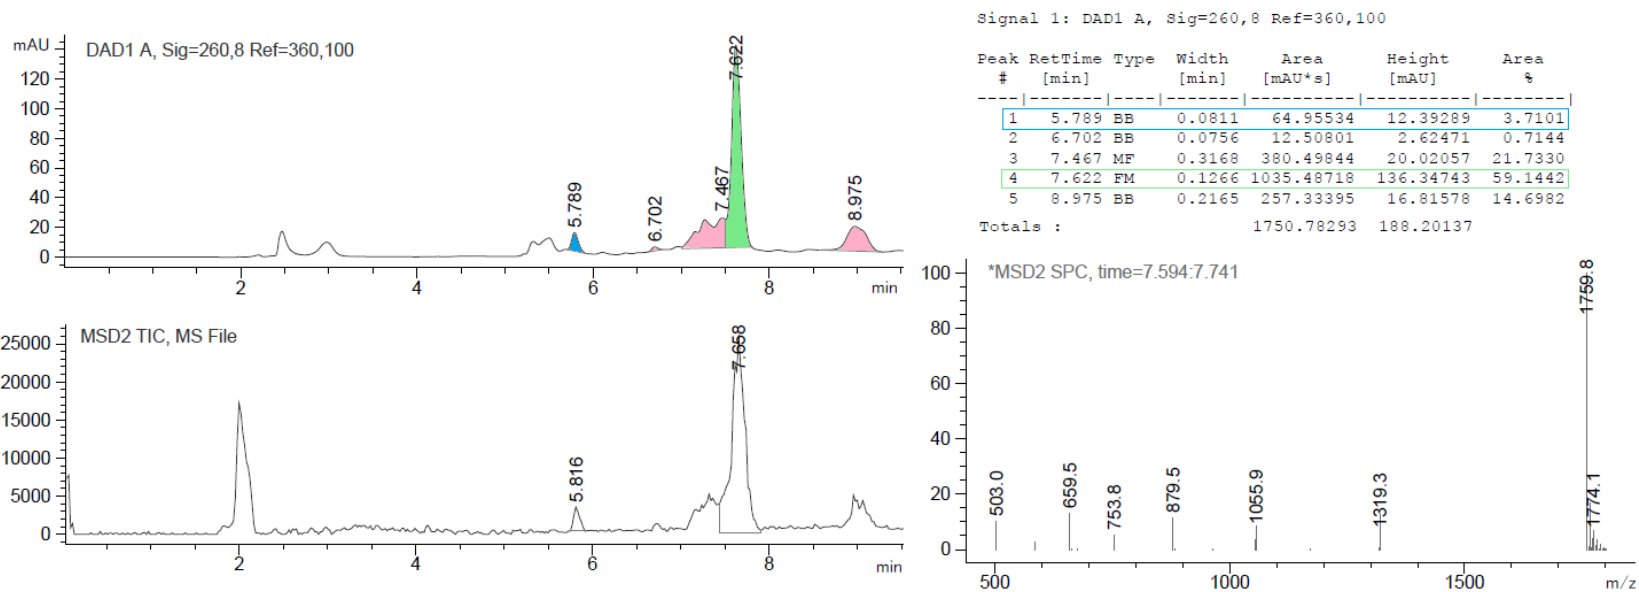 DAD1 A, Sig=260,8 Ref=360,100
mAU
120
100
80
60
40
20
0
5.789
6.702
7.467
7.622
8.975
2
4
6
8
min
MSD2 TIC, MS File
25000
20000
15000
10000
5000
0
5.816
7.658
2
4
6
8
min
Signal 1: DAD1 A, Sig=260,8 Ref=360,100
Peak RetTime Type Width Area Height Area
# [min] [min] [mAU*s] [mAU] %
----|-------|----|-------|----------|----------|--------|
1 5.789 BB 0.0811 64.95534 12.39289 3.7101
2 6.702 BB 0.0756 12.50801 2.62471 0.7144
3 7.467 MF 0.3168 380.49844 20.02057 21.7330
4 7.622 FM 0.1266 1035.48718 136.34743 59.1442
5 8.975 BB 0.2165 257.33395 16.81578 14.6982
Totals : 1750.78293 188.20137
*MSD2 SPC, time=7.594:7.741
100
80
60
40
20
0
503.0
659.5
753.8
879.5
1055.9
1319.3
1759.8
1774.1
500
1000
1500
m/z